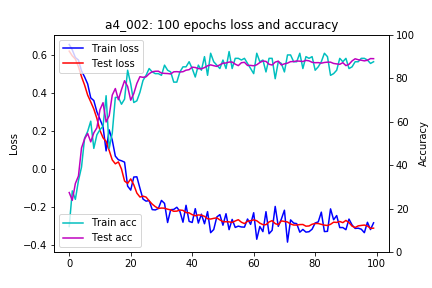 a4_002: 100 epochs loss and accuracy
Train loss
Test loss
Train acc
Test acc
Loss
Accuracy
0.6
0.4
0.2
0.0
−0.2
−0.4
100
80
60
40
20
0
0
20
40
60
80
100